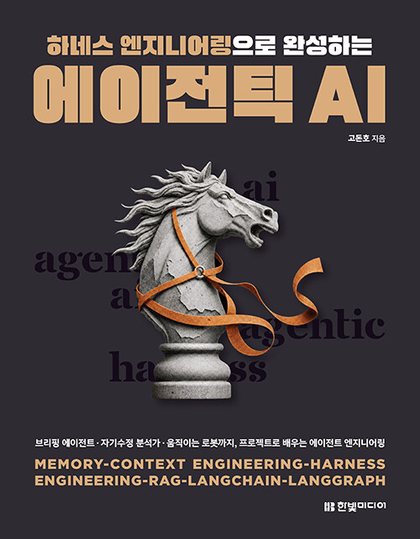 하네스 엔지니어링으로 완성하는
에이전틱 AI
고돈호 지음
ai
agen
a
agentic
ha ss
브리핑 에이전트 · 자기수정 분석가 · 움직이는 로봇까지, 프로젝트로 배우는 에이전트 엔지니어링
MEMORY-CONTEXT ENGINEERING-HARNESS
ENGINEERING-RAG-LANGCHAIN-LANGGRAPH
한빛미디어